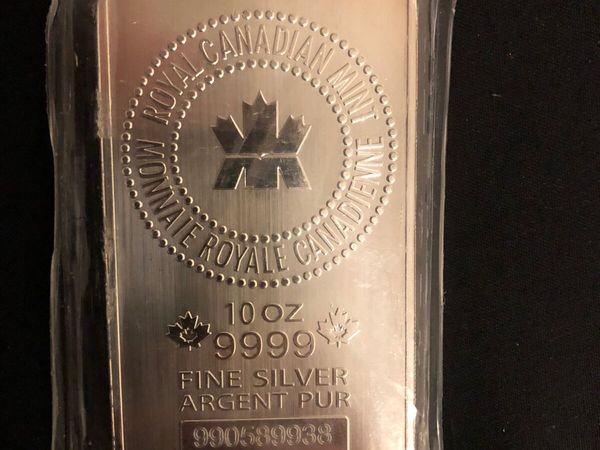 ROYAL CANADIAN MINT
MONNAIE ROYALE CANADIENNE
10 OZ
9999
FINE SILVER
ARGENT PUR
990589938